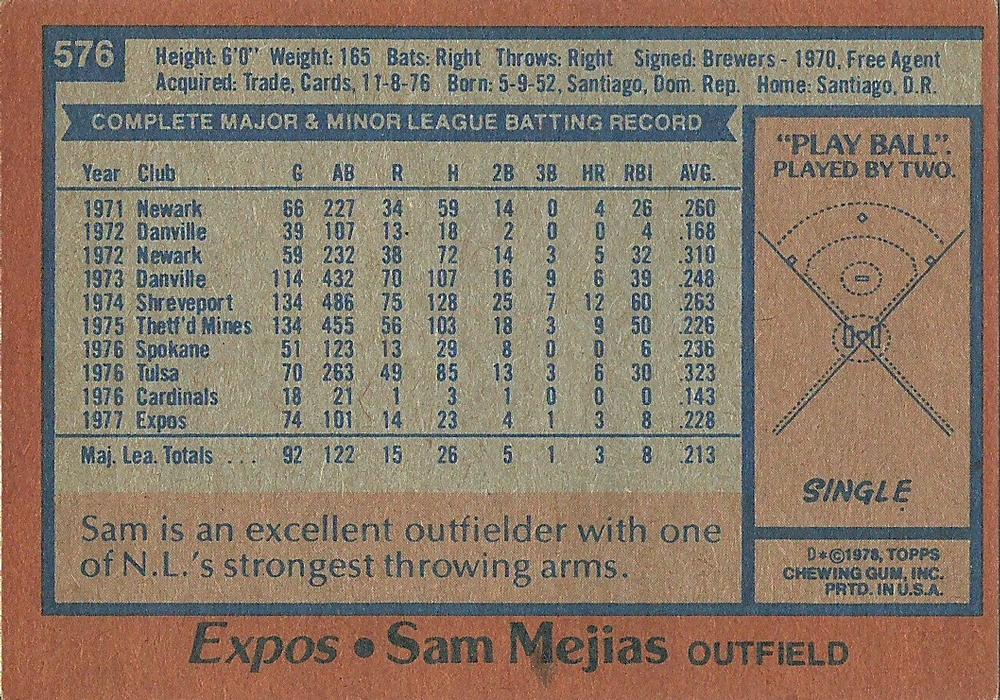 576
Height: 6'0" Weight: 165 Bats: Right Throws: Right Signed: Brewers - 1970, Free Agent
Acquired: Trade, Cards, 11-8-76 Born: 5-9-52, Santiago, Dom. Rep. Home: Santiago, D.R.
COMPLETE MAJOR & MINOR LEAGUE BATTING RECORD
Year Club G AB R H 2B 3B HR RBI AVG.
1971 Newark 66 227 34 59 14 0 4 26 .260
1972 Danville 39 107 13 18 2 0 0 4 .168
1972 Newark 59 232 38 72 14 3 5 32 .310
1973 Danville 114 432 70 107 16 9 6 39 .248
1974 Shreveport 134 486 75 128 25 7 12 60 .263
1975 Thetf'd Mines 134 455 56 103 18 3 9 50 .226
1976 Spokane 51 123 13 29 8 0 0 6 .236
1976 Tulsa 70 263 49 85 13 3 6 30 .323
1976 Cardinals 18 21 1 3 1 0 0 0 .143
1977 Expos 74 101 14 23 4 1 3 8 .228
Maj. Lea. Totals ... 92 122 15 26 5 1 3 8 .213
Sam is an excellent outfielder with one
of N.L.'s strongest throwing arms.
"PLAY BALL".
PLAYED BY TWO.
SINGLE
D*©1978, TOPPS
CHEWING GUM, INC.
PRTD. IN U.S.A.
Expos • Sam Mejias OUTFIELD